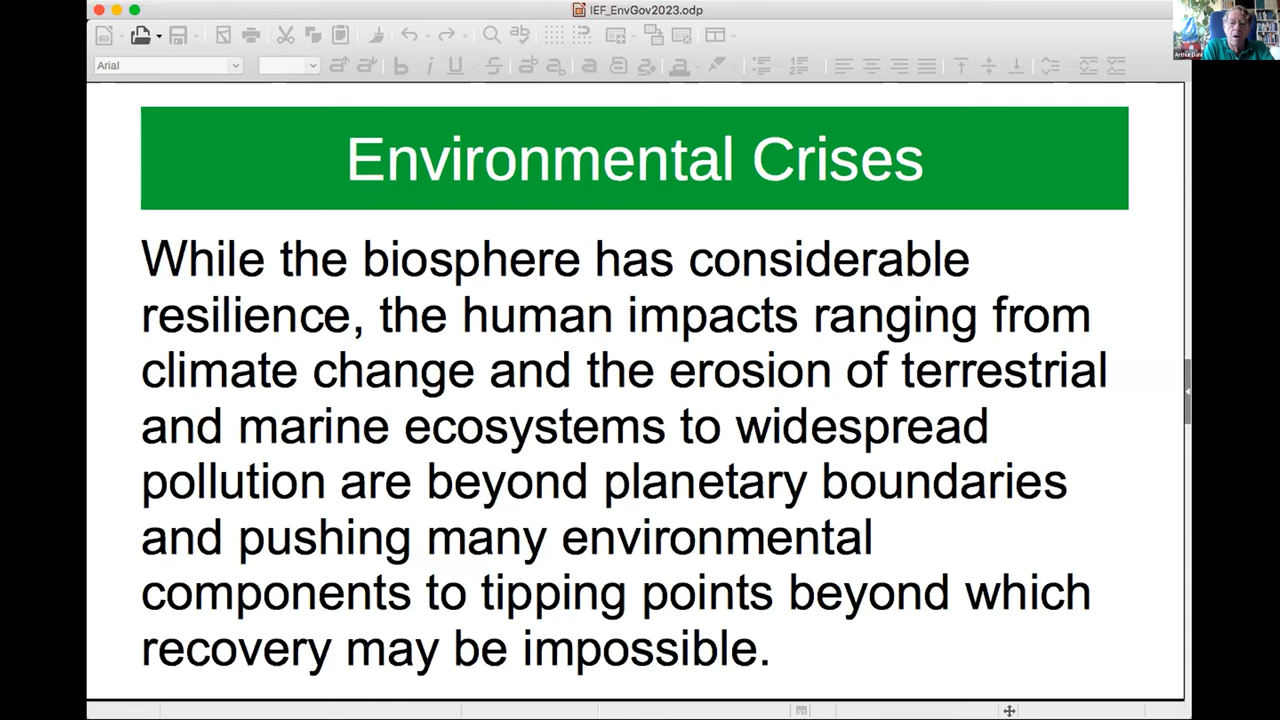 IEF_EnvGov2023.odp
Arial
Environmental Crises
While the biosphere has considerable
resilience, the human impacts ranging from
climate change and the erosion of terrestrial
and marine ecosystems to widespread
pollution are beyond planetary boundaries
and pushing many environmental
components to tipping points beyond which
recovery may be impossible.